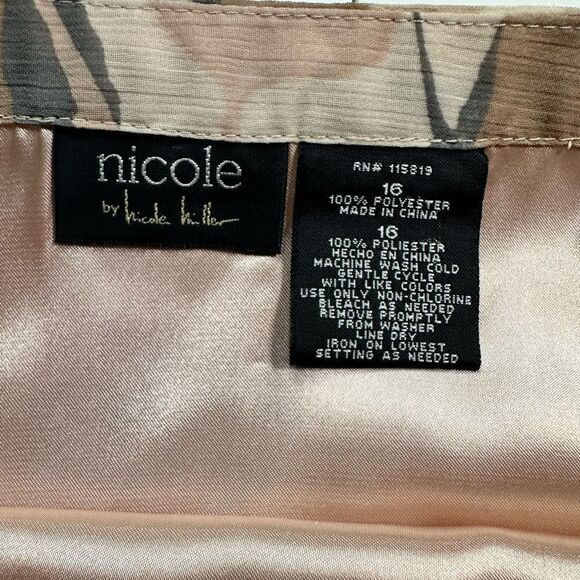 nicole
by Nicole Miller
RN# 115819
16
100% POLYESTER
MADE IN CHINA
16
100% POLIESTER
HECHO EN CHINA
MACHINE WASH COLD
GENTLE CYCLE
WITH LIKE COLORS
USE ONLY NON-CHLORINE
BLEACH AS NEEDED
REMOVE PROMPTLY
FROM WASHER
LINE DRY
IRON ON LOWEST
SETTING AS NEEDED